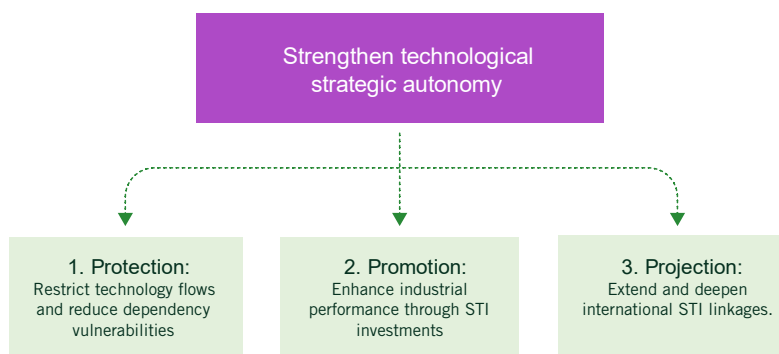 Strengthen technological
strategic autonomy
1. Protection:
Restrict technology flows
and reduce dependency
vulnerabilities
2. Promotion:
Enhance industrial
performance through STI
investments
3. Projection:
Extend and deepen
international STI linkages.